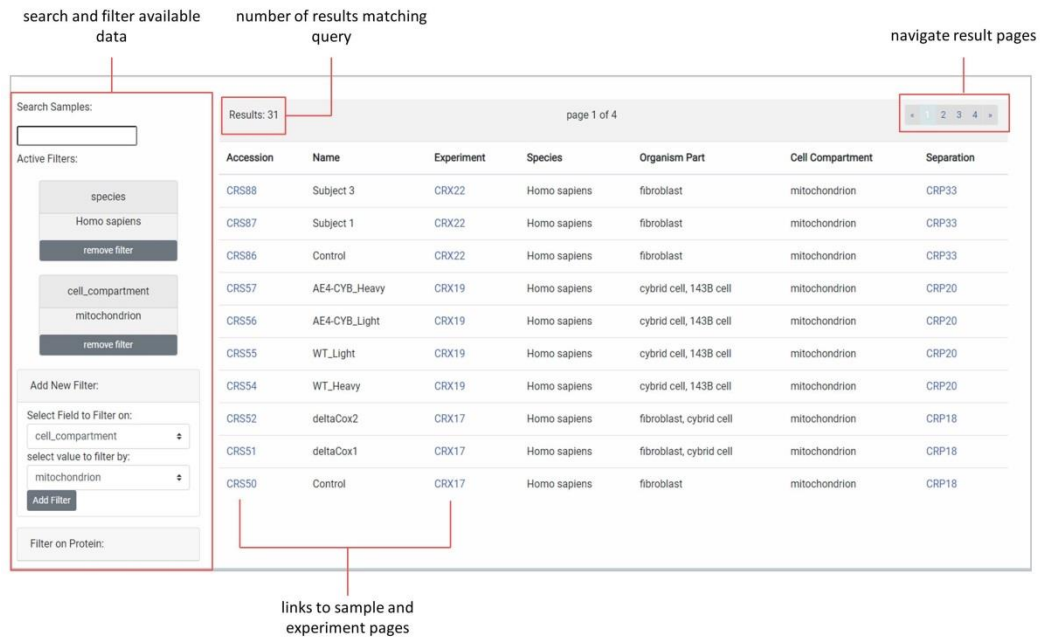 search and filter available
data
number of results matching
query
navigate result pages
Search Samples:
Active Filters:
species
Homo sapiens
remove filter
cell_compartment
mitochondrion
remove filter
Add New Filter:
Select Field to Filter on:
cell_compartment
select value to filter by:
mitochondrion
Add Filter
Filter on Protein:
Results: 31 page 1 of 4 « 1 2 3 4 »
Accession Name Experiment Species Organism Part Cell Compartment Separation
CRS88 Subject 3 CRX22 Homo sapiens fibroblast mitochondrion CRP33
CRS87 Subject 1 CRX22 Homo sapiens fibroblast mitochondrion CRP33
CRS86 Control CRX22 Homo sapiens fibroblast mitochondrion CRP33
CRS57 AE4-CYB_Heavy CRX19 Homo sapiens cybrid cell, 143B cell mitochondrion CRP20
CRS56 AE4-CYB_Light CRX19 Homo sapiens cybrid cell, 143B cell mitochondrion CRP20
CRS55 WT_Light CRX19 Homo sapiens cybrid cell, 143B cell mitochondrion CRP20
CRS54 WT_Heavy CRX19 Homo sapiens cybrid cell, 143B cell mitochondrion CRP20
CRS52 deltaCox2 CRX17 Homo sapiens fibroblast, cybrid cell mitochondrion CRP18
CRS51 deltaCox1 CRX17 Homo sapiens fibroblast, cybrid cell mitochondrion CRP18
CRS50 Control CRX17 Homo sapiens fibroblast mitochondrion CRP18
links to sample and
experiment pages